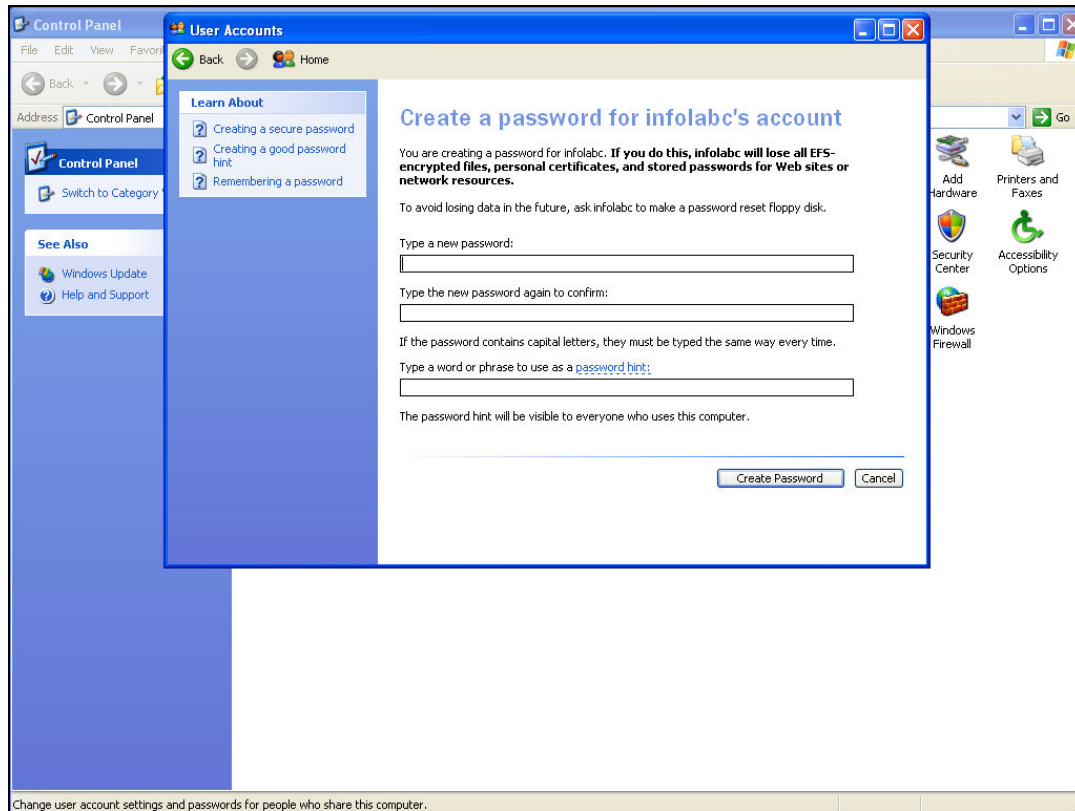 Control Panel
File Edit View
Back
Address Control Panel
Go
Control Panel
Switch to Category
See Also
Windows Update
Help and Support
User Accounts
Back Home
Learn About
Creating a secure password
Creating a good password
hint
Remembering a password
Create a password for infolabc's account
You are creating a password for infolabc. If you do this, infolabc will lose all EFS-
encrypted files, personal certificates, and stored passwords for Web sites or
network resources.
To avoid losing data in the future, ask infolabc to make a password reset floppy disk.
Type a new password:
Type the new password again to confirm:
If the password contains capital letters, they must be typed the same way every time.
Type a word or phrase to use as a password hint:
The password hint will be visible to everyone who uses this computer.
Create Password Cancel
Add
Hardware
Printers and
Faxes
Security
Center
Accessibility
Options
Windows
Firewall
Change user account settings and passwords for people who share this computer.